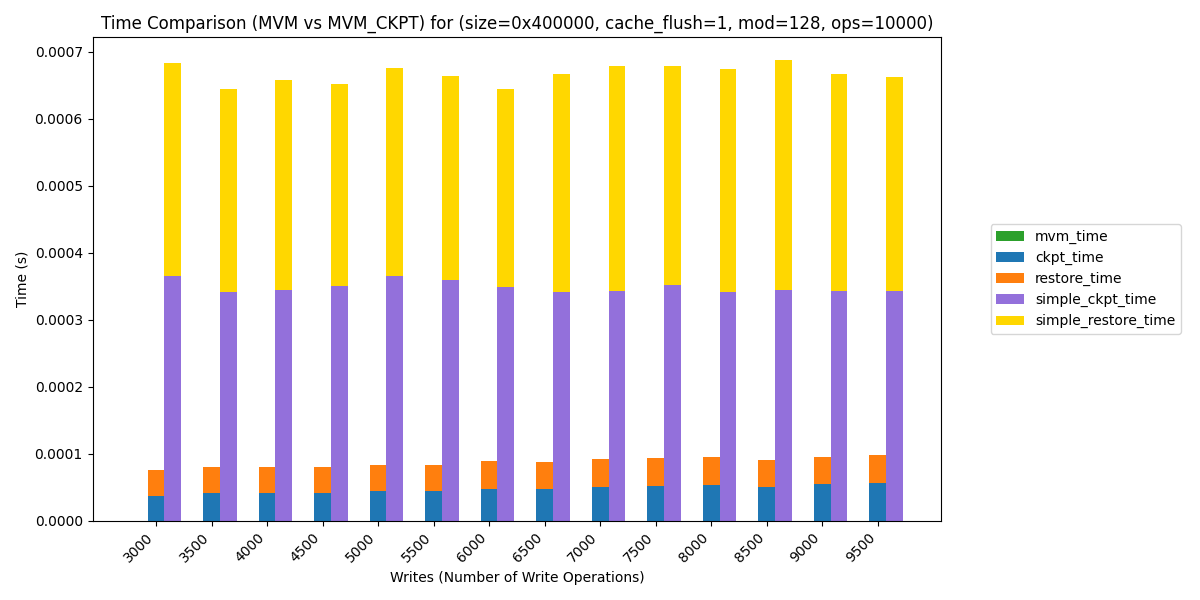 Time Comparison (MVM vs MVM_CKPT) for (size=0x400000, cache_flush=1, mod=128, ops=10000)
Time (s)
0.0007
0.0006
0.0005
0.0004
0.0003
0.0002
0.0001
0.0000
3000 3500 4000 4500 5000 5500 6000 6500 7000 7500 8000 8500 9000 9500
Writes (Number of Write Operations)
mvm_time
ckpt_time
restore_time
simple_ckpt_time
simple_restore_time